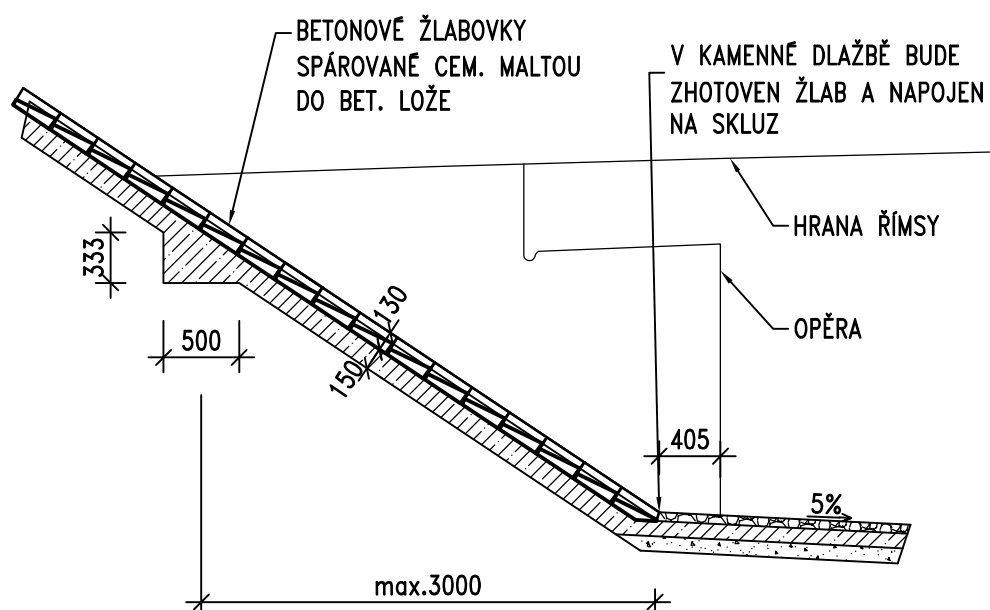 BETONOVÉ ŽLABOVKY
SPÁROVANÉ CEM. MALTOU
DO BET. LOŽE
V KAMENNÉ DLAŽBĚ BUDE
ZHOTOVEN ŽLAB A NAPOJEN
NA SKLUZ
HRANA ŘÍMSY
333
130
500
OPĚRA
150
405
5%
max.3000